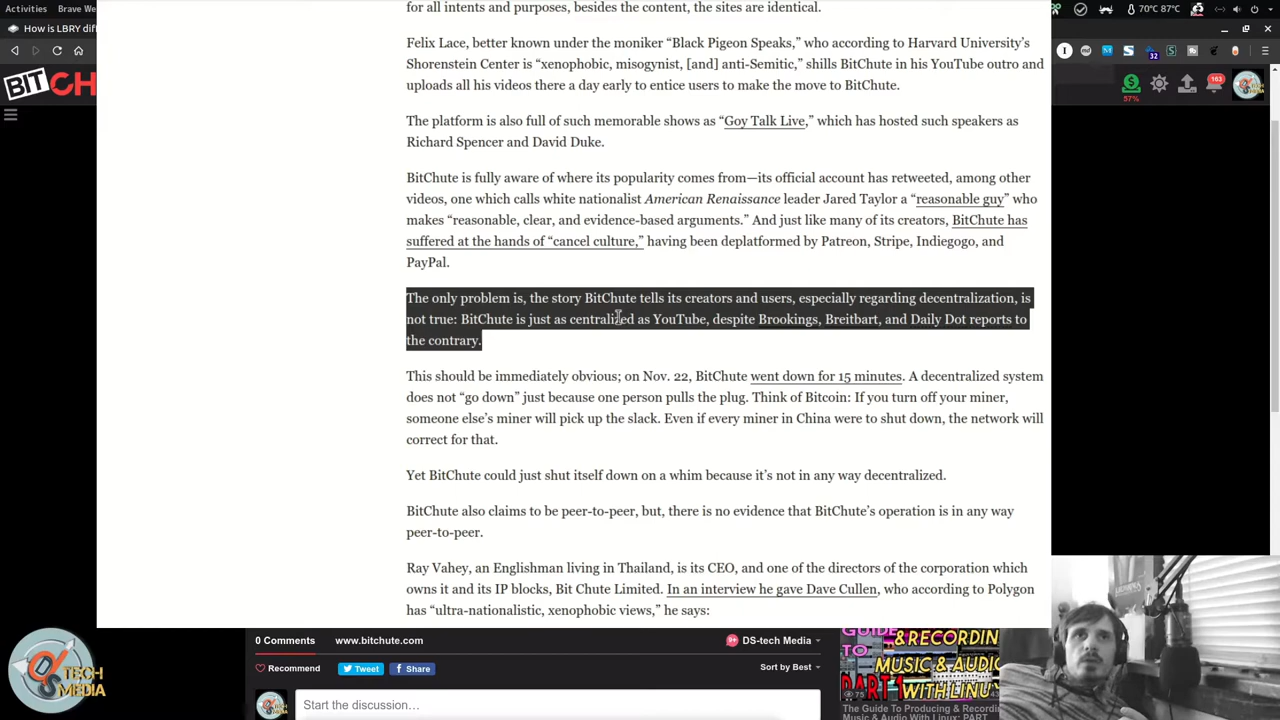 Activities
Brave We
70°C 87°C
How is LBRY dif
32
BITCH
57%
163
for all intents and purposes, besides the content, the sites are identical.
Felix Lace, better known under the moniker “Black Pigeon Speaks,” who according to Harvard University’s
Shorenstein Center is “xenophobic, misogynist, [and] anti-Semitic,” shills BitChute in his YouTube outro and
uploads all his videos there a day early to entice users to make the move to BitChute.
The platform is also full of such memorable shows as “Goy Talk Live,” which has hosted such speakers as
Richard Spencer and David Duke.
BitChute is fully aware of where its popularity comes from—its official account has retweeted, among other
videos, one which calls white nationalist American Renaissance leader Jared Taylor a “reasonable guy” who
makes “reasonable, clear, and evidence-based arguments.” And just like many of its creators, BitChute has
suffered at the hands of “cancel culture,” having been deplatformed by Patreon, Stripe, Indiegogo, and
PayPal.
The only problem is, the story BitChute tells its creators and users, especially regarding decentralization, is
not true: BitChute is just as centralized as YouTube, despite Brookings, Breitbart, and Daily Dot reports to
the contrary.
This should be immediately obvious; on Nov. 22, BitChute went down for 15 minutes. A decentralized system
does not “go down” just because one person pulls the plug. Think of Bitcoin: If you turn off your miner,
someone else’s miner will pick up the slack. Even if every miner in China were to shut down, the network will
correct for that.
Yet BitChute could just shut itself down on a whim because it’s not in any way decentralized.
BitChute also claims to be peer-to-peer, but, there is no evidence that BitChute’s operation is in any way
peer-to-peer.
Ray Vahey, an Englishman living in Thailand, is its CEO, and one of the directors of the corporation which
owns it and its IP blocks, Bit Chute Limited. In an interview he gave Dave Cullen, who according to Polygon
has “ultra-nationalistic, xenophobic views,” he says:
0 Comments
www.bitchute.com
9+
DS-tech Media
Recommend
Tweet
Share
Sort by Best
Start the discussion...
TECH
MEDIA
GUIDE
& RECORDIN
TO
MUSIC & AUDIO
PART 1
WITH LINUX
75
The Guide To Producing & Recording
Music & Audio With Linux: PART